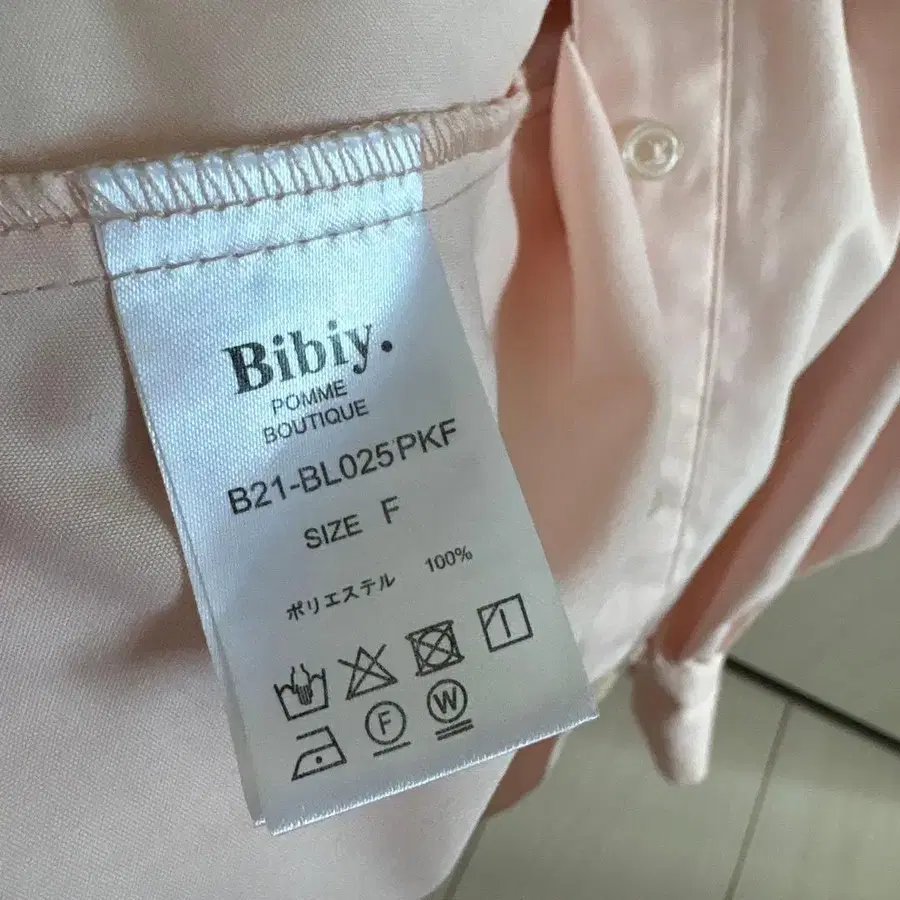 Bibiy.
POMME
BOUTIQUE
B21-BL025PKF
SIZE F
ポリエステル 100%
F W